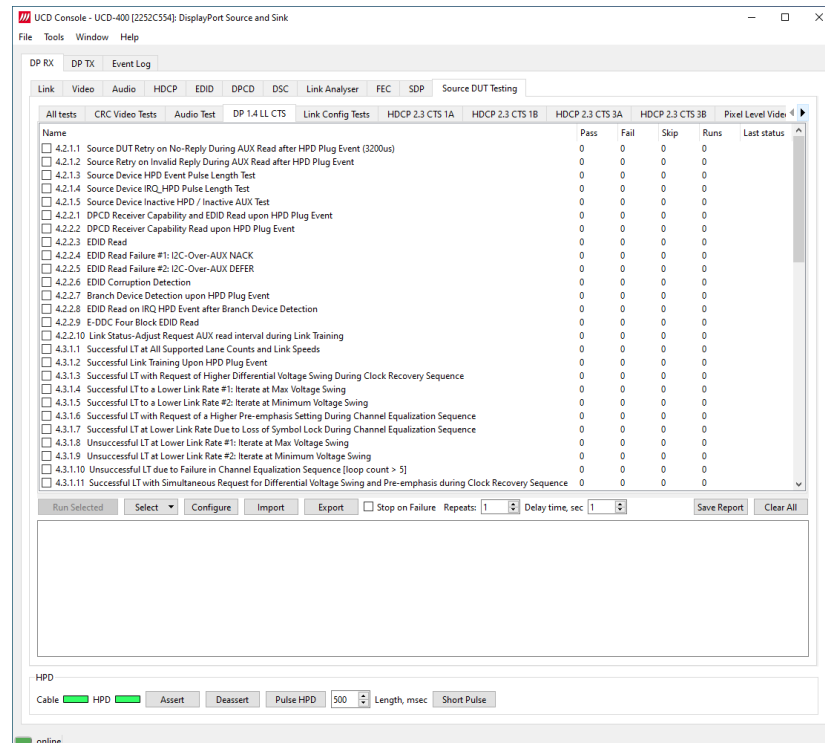 UCD Console - UCD-400 [2252C554]: DisplayPort Source and Sink
File Tools Window Help
DP RX DP TX Event Log
Link Video Audio HDCP EDID DPCD DSC Link Analyser FEC SDP Source DUT Testing
All tests CRC Video Tests Audio Test DP 1.4 LL CTS Link Config Tests HDCP 2.3 CTS 1A HDCP 2.3 CTS 1B HDCP 2.3 CTS 3A HDCP 2.3 CTS 3B Pixel Level
Name Pass Fail Skip Runs Last status
4.2.1.1 Source DUT Retry on No-Reply During AUX Read after HPD Plug Event (3200us) 0 0 0 0
4.2.1.2 Source Retry on Invalid Reply During AUX Read after HPD Plug Event 0 0 0 0
4.2.1.3 Source Device HPD Event Pulse Length Test 0 0 0 0
4.2.1.4 Source Device IRQ_HPD Pulse Length Test 0 0 0 0
4.2.1.5 Source Device Inactive HPD / Inactive AUX Test 0 0 0 0
4.2.2.1 DPCD Receiver Capability and EDID Read upon HPD Plug Event 0 0 0 0
4.2.2.2 DPCD Receiver Capability Read upon HPD Plug Event 0 0 0 0
4.2.2.3 EDID Read 0 0 0 0
4.2.2.4 EDID Read Failure #1: I2C-Over-AUX NACK 0 0 0 0
4.2.2.5 EDID Read Failure #2: I2C-Over-AUX DEFER 0 0 0 0
4.2.2.6 EDID Corruption Detection 0 0 0 0
4.2.2.7 Branch Device Detection upon HPD Plug Event 0 0 0 0
4.2.2.8 EDID Read on IRQ HPD Event after Branch Device Detection 0 0 0 0
4.2.2.9 E-DDC Four Block EDID Read 0 0 0 0
4.2.2.10 Link Status-Adjust Request AUX read interval during Link Training 0 0 0 0
4.3.1.1 Successful LT at All Supported Lane Counts and Link Speeds 0 0 0 0
4.3.1.2 Successful Link Training Upon HPD Plug Event 0 0 0 0
4.3.1.3 Successful LT with Request of Higher Differential Voltage Swing During Clock Recovery Sequence 0 0 0 0
4.3.1.4 Successful LT to a Lower Link Rate #1: Iterate at Max Voltage Swing 0 0 0 0
4.3.1.5 Successful LT to a Lower Link Rate #2: Iterate at Minimum Voltage Swing 0 0 0 0
4.3.1.6 Successful LT with Request of a Higher Pre-emphasis Setting During Channel Equalization Sequence 0 0 0 0
4.3.1.7 Successful LT at Lower Link Rate Due to Loss of Symbol Lock During Channel Equalization Sequence 0 0 0 0
4.3.1.8 Unsuccessful LT at Lower Link Rate #1: Iterate at Max Voltage Swing 0 0 0 0
4.3.1.9 Unsuccessful LT at Lower Link Rate #2: Iterate at Minimum Voltage Swing 0 0 0 0
4.3.1.10 Unsuccessful LT due to Failure in Channel Equalization Sequence [loop count > 5] 0 0 0 0
4.3.1.11 Successful LT with Simultaneous Request for Differential Voltage Swing and Pre-emphasis during Clock Recovery Sequence 0 0 0 0
Run Selected Select Configure Import Export Stop on Failure Repeats: 1 Delay time, sec 1 Save Report Clear All
HPD
Cable HPD Assert Deassert Pulse HPD 500 Length, msec Short Pulse
online